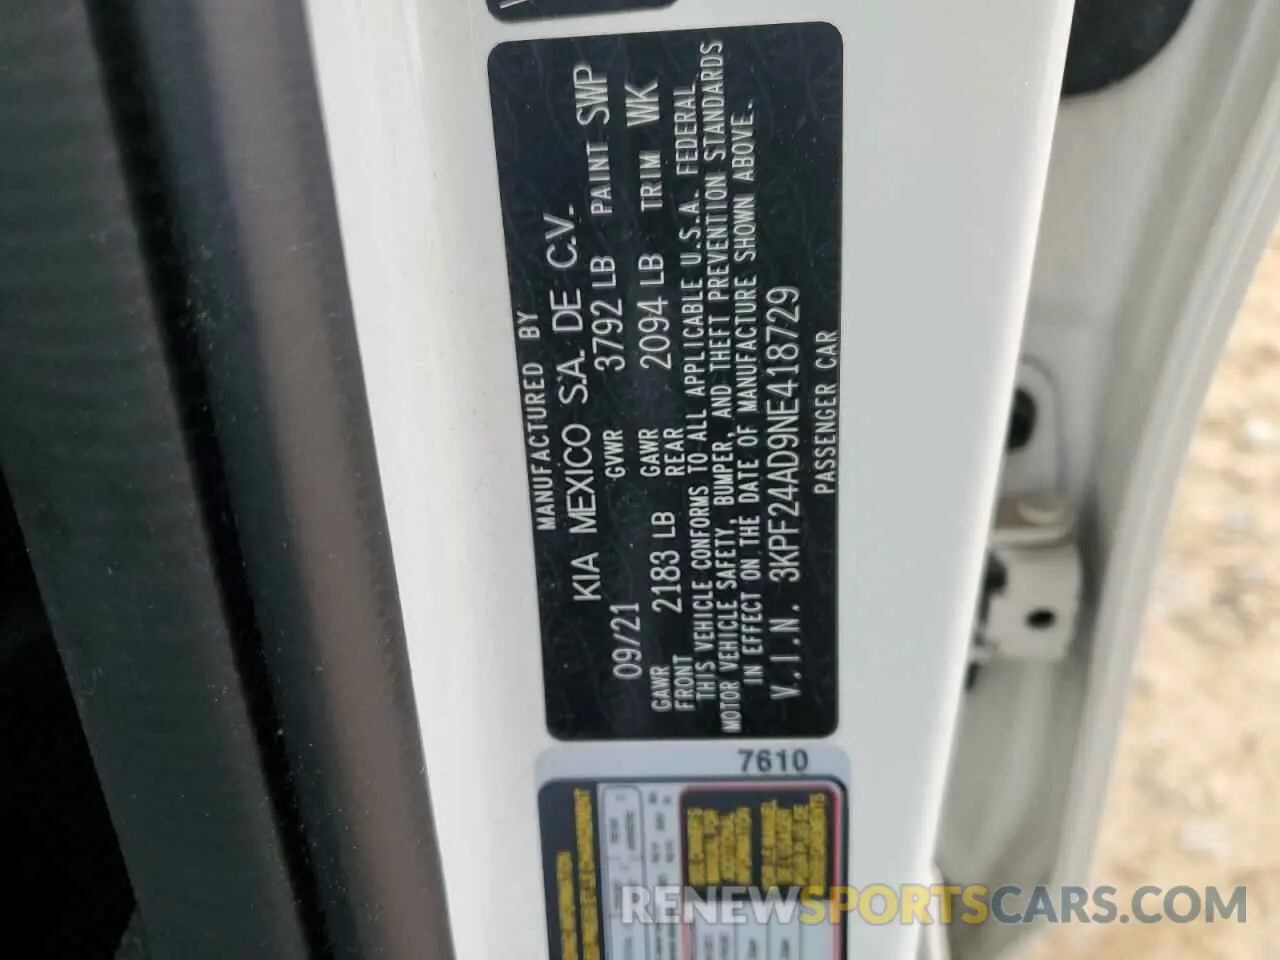 MANUFACTURED BY
KIA MEXICO S.A. DE C.V.
09/21 GVWR 3792 LB PAINT SWP
GAWR FRONT 2183 LB GAWR REAR 2094 LB TRIM WK
THIS VEHICLE CONFORMS TO ALL APPLICABLE U.S.A. FEDERAL
MOTOR VEHICLE SAFETY, BUMPER, AND THEFT PREVENTION STANDARDS
IN EFFECT ON THE DATE OF MANUFACTURE SHOWN ABOVE.
V.I.N. 3KPF24AD9NE418729
PASSENGER CAR
7610
RENEWSPORTSCARS.COM